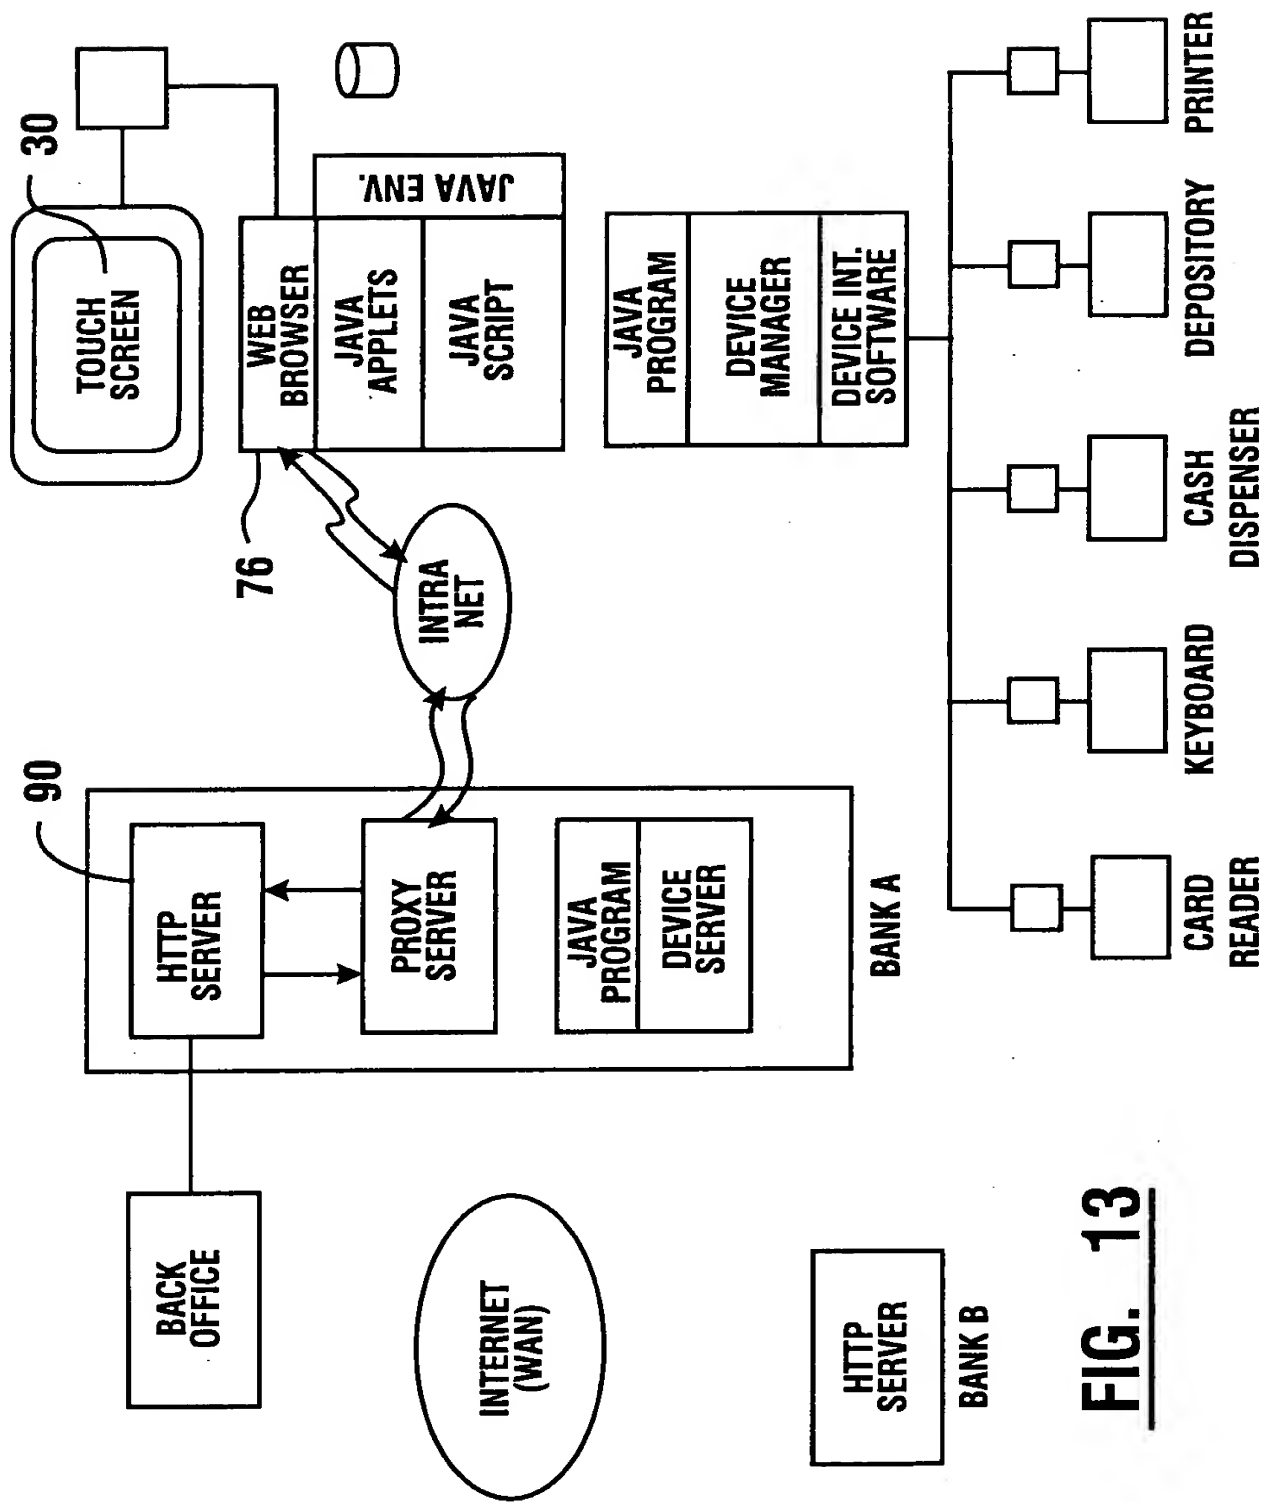 30
TOUCH
SCREEN
WEB
BROWSER
JAVA
APPLETS
JAVA
SCRIPT
JAVA ENV.
76
INTRA
NET
JAVA
PROGRAM
DEVICE
MANAGER
DEVICE INT.
SOFTWARE
90
HTTP
SERVER
PROXY
SERVER
JAVA
PROGRAM
DEVICE
SERVER
BANK A
BACK
OFFICE
INTERNET
(WAN)
HTTP
SERVER
BANK B
CARD
READER
KEYBOARD
CASH
DISPENSER
DEPOSITORY
PRINTER
FIG. 13